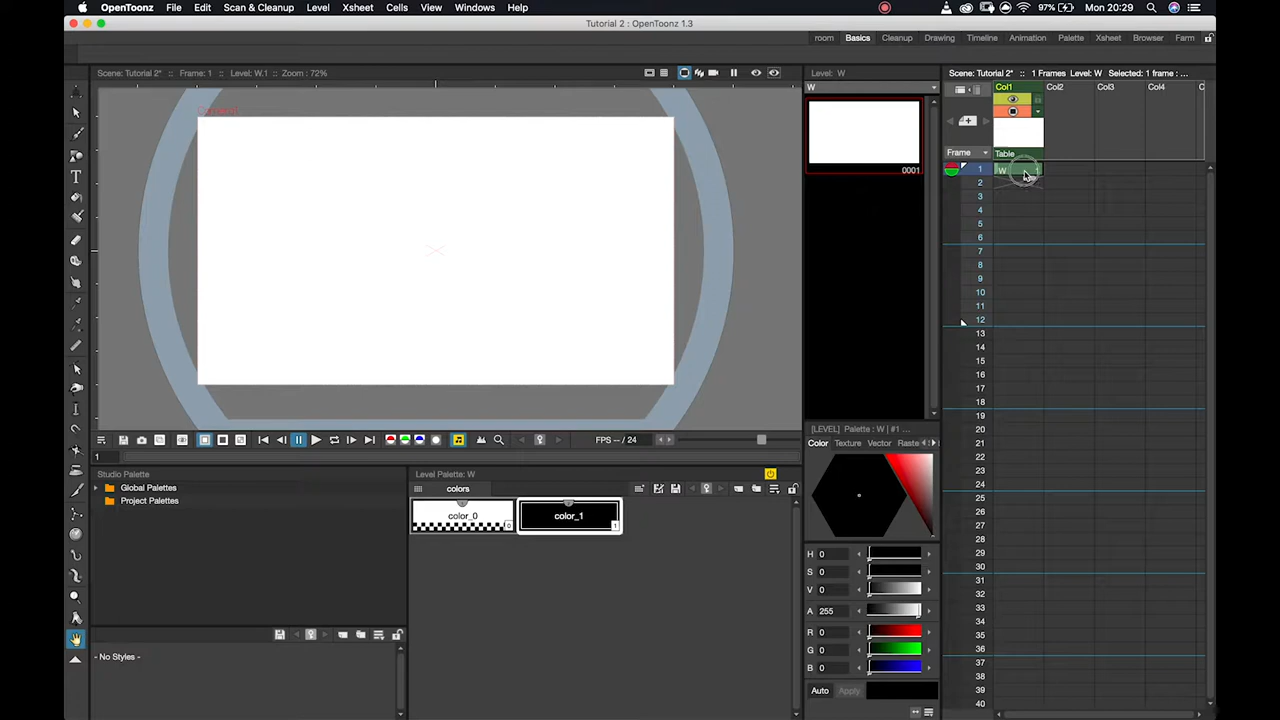 OpenToonz File Edit Scan & Cleanup Level Xsheet Cells View Windows Help 97% Mon 20:29
Tutorial 2 : OpenToonz 1.3
room Basics Cleanup Drawing Timeline Animation Palette Xsheet Browser Farm
Scene: Tutorial 2* :: Frame: 1 :: Level: W.1 :: Zoom : 72%
Level: W
Scene: Tutorial 2* :: 1 Frames Level: W Selected: 1 frame : ...
W
Col1 Col2 Col3 Col4 C
0001
Frame Table
1 W 1
2
3
4
5
6
7
8
9
10
11
12
13
14
15
16
17
18
19
20
21
22
23
24
25
26
27
28
29
30
31
32
33
34
35
36
37
38
39
40
FPS -- / 24
1
[LEVEL] Palette : W | #1 ...
Color Texture Vector Raste
H 0
S 0
V 0
A 255
R 0
G 0
B 0
Auto Apply
Studio Palette
Global Palettes
Project Palettes
- No Styles -
Level Palette: W
colors
color_0 0
color_1 1